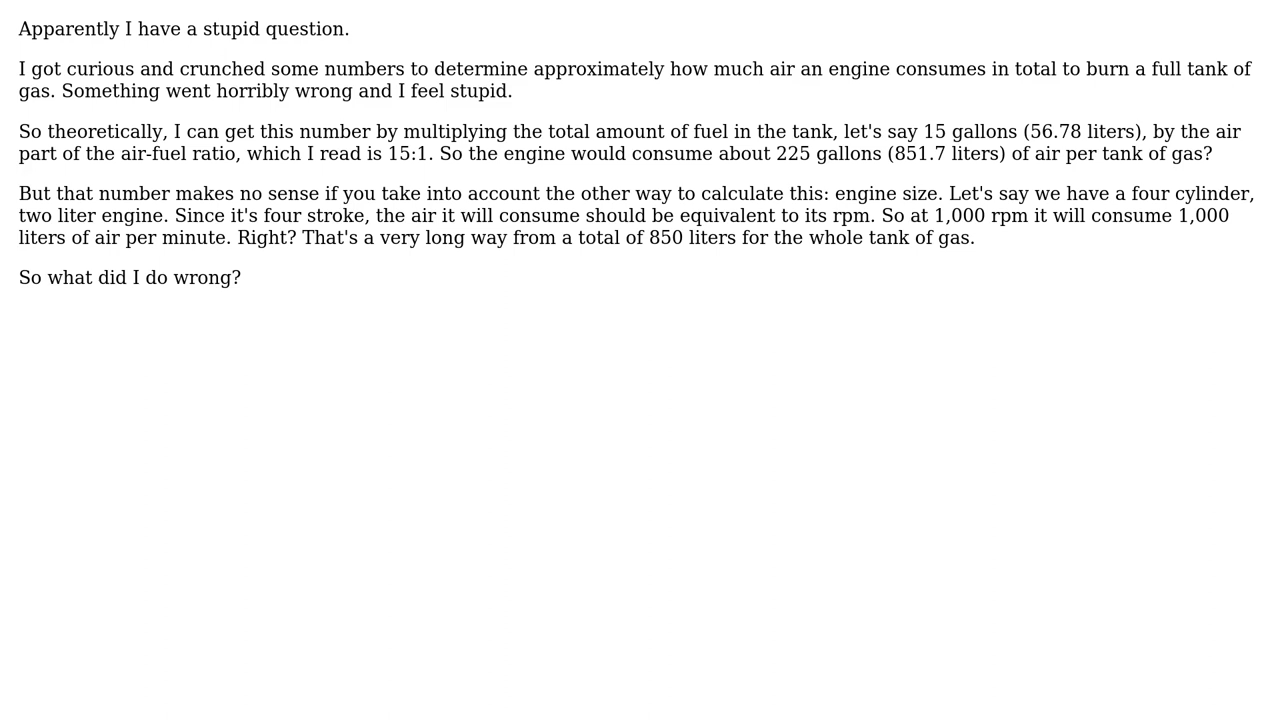 Apparently I have a stupid question.
I got curious and crunched some numbers to determine approximately how much air an engine consumes in total to burn a full tank of
gas. Something went horribly wrong and I feel stupid.
So theoretically, I can get this number by multiplying the total amount of fuel in the tank, let's say 15 gallons (56.78 liters), by the air
part of the air-fuel ratio, which I read is 15:1. So the engine would consume about 225 gallons (851.7 liters) of air per tank of gas?
But that number makes no sense if you take into account the other way to calculate this: engine size. Let's say we have a four cylinder,
two liter engine. Since it's four stroke, the air it will consume should be equivalent to its rpm. So at 1,000 rpm it will consume 1,000
liters of air per minute. Right? That's a very long way from a total of 850 liters for the whole tank of gas.
So what did I do wrong?